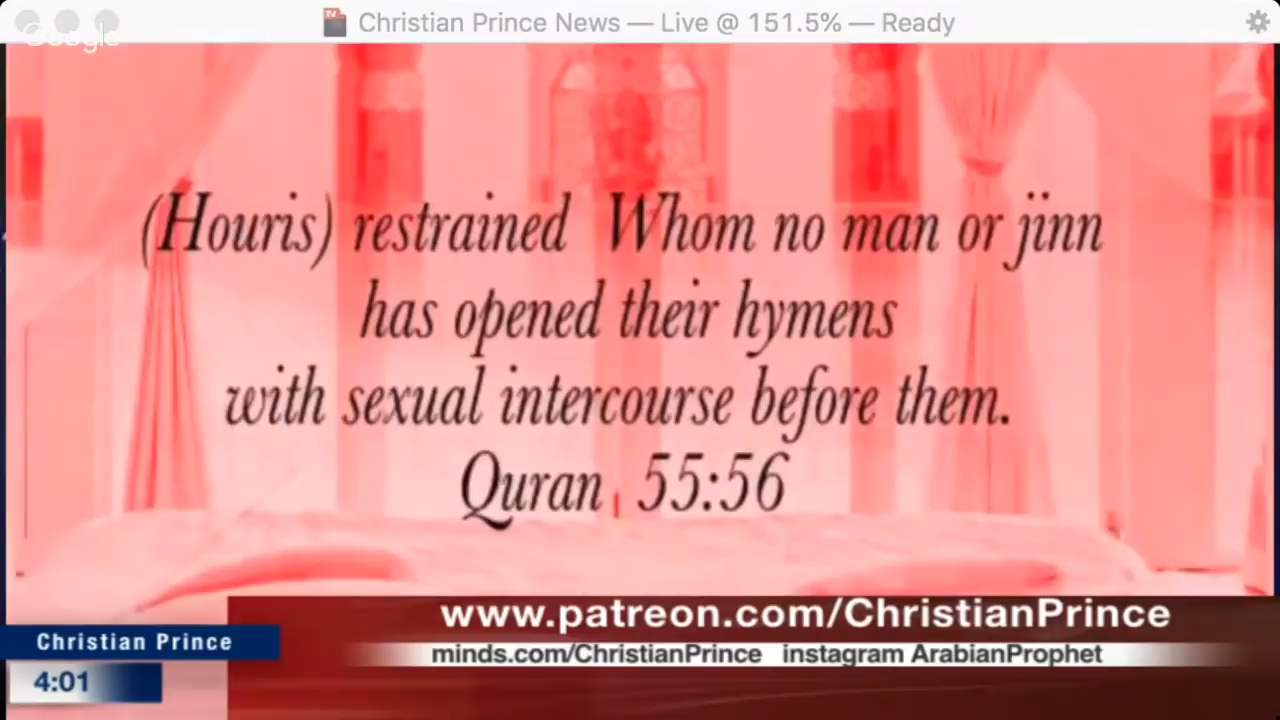 Christian Prince News — Live @ 151.5% — Ready
TV
Google
(Houris) restrained Whom no man or jinn
has opened their hymens
with sexual intercourse before them.
Quran 55:56
www.patreon.com/ChristianPrince
Christian Prince
minds.com/ChristianPrince instagram ArabianProphet
4:01